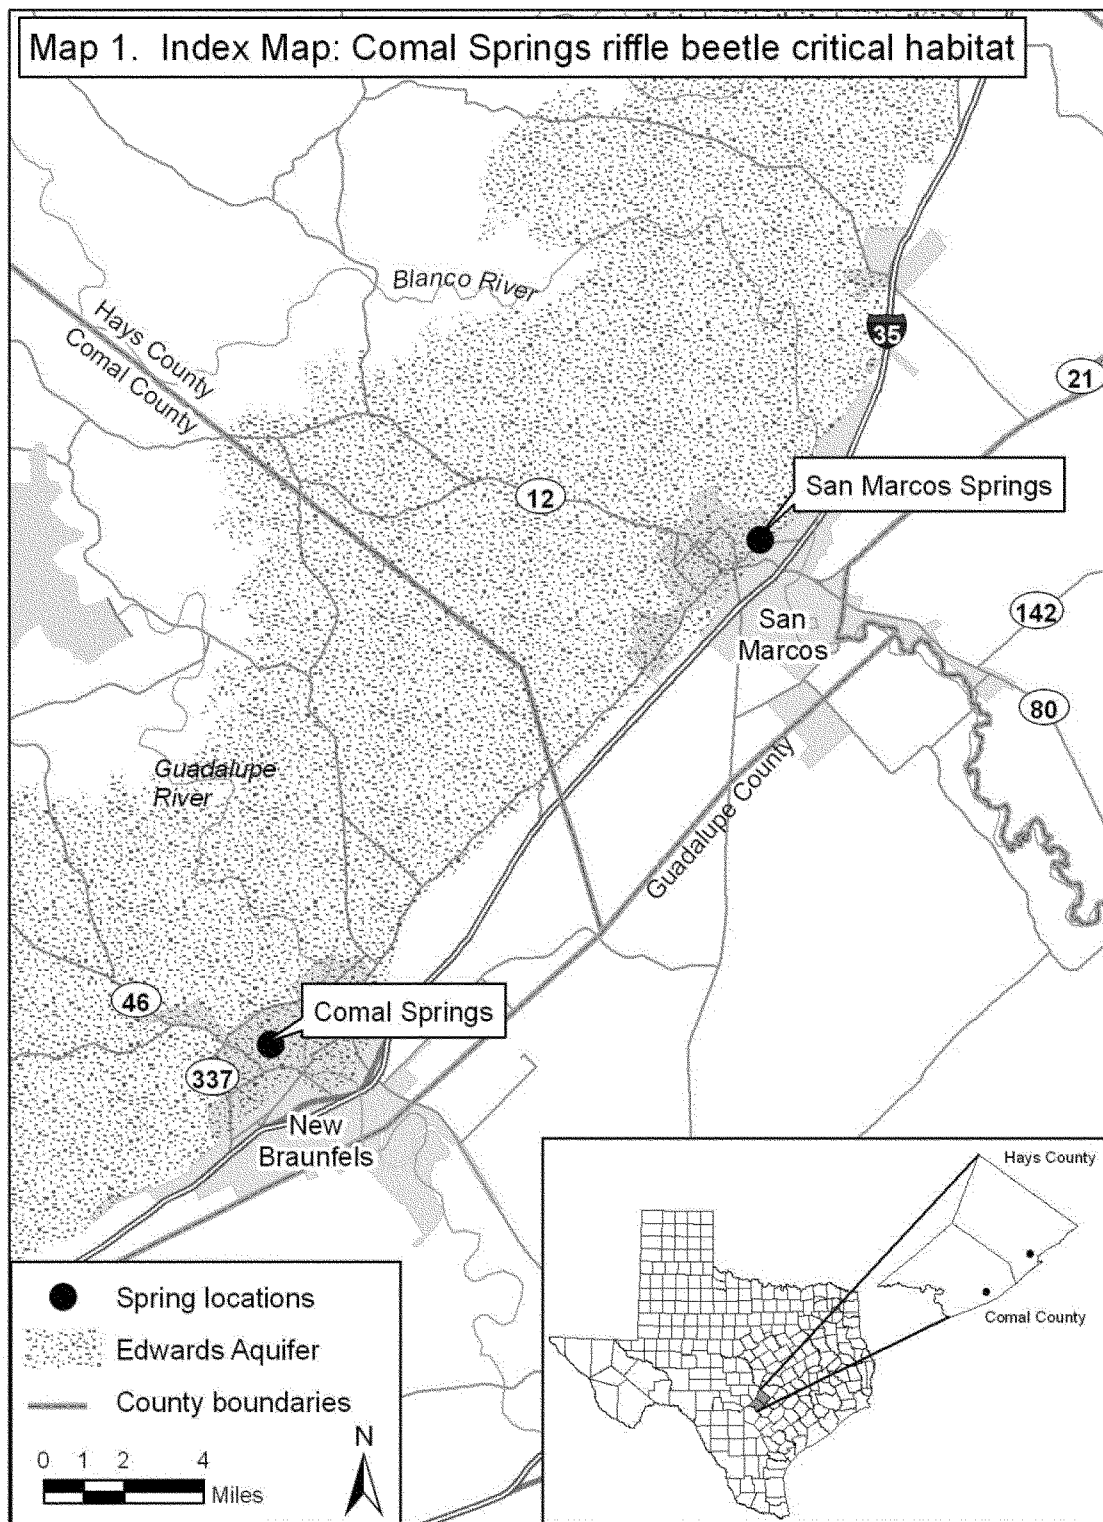 Map 1. Index Map: Comal Springs riffle beetle critical habitat
Blanco River
Hays County
Comal County
35
21
San Marcos Springs
12
142
San
Marcos
80
Guadalupe
River
Guadalupe County
46
Comal Springs
337
New
Braunfels
Hays County
Comal County
Spring locations
Edwards Aquifer
County boundaries
N
0 1 2 4
Miles